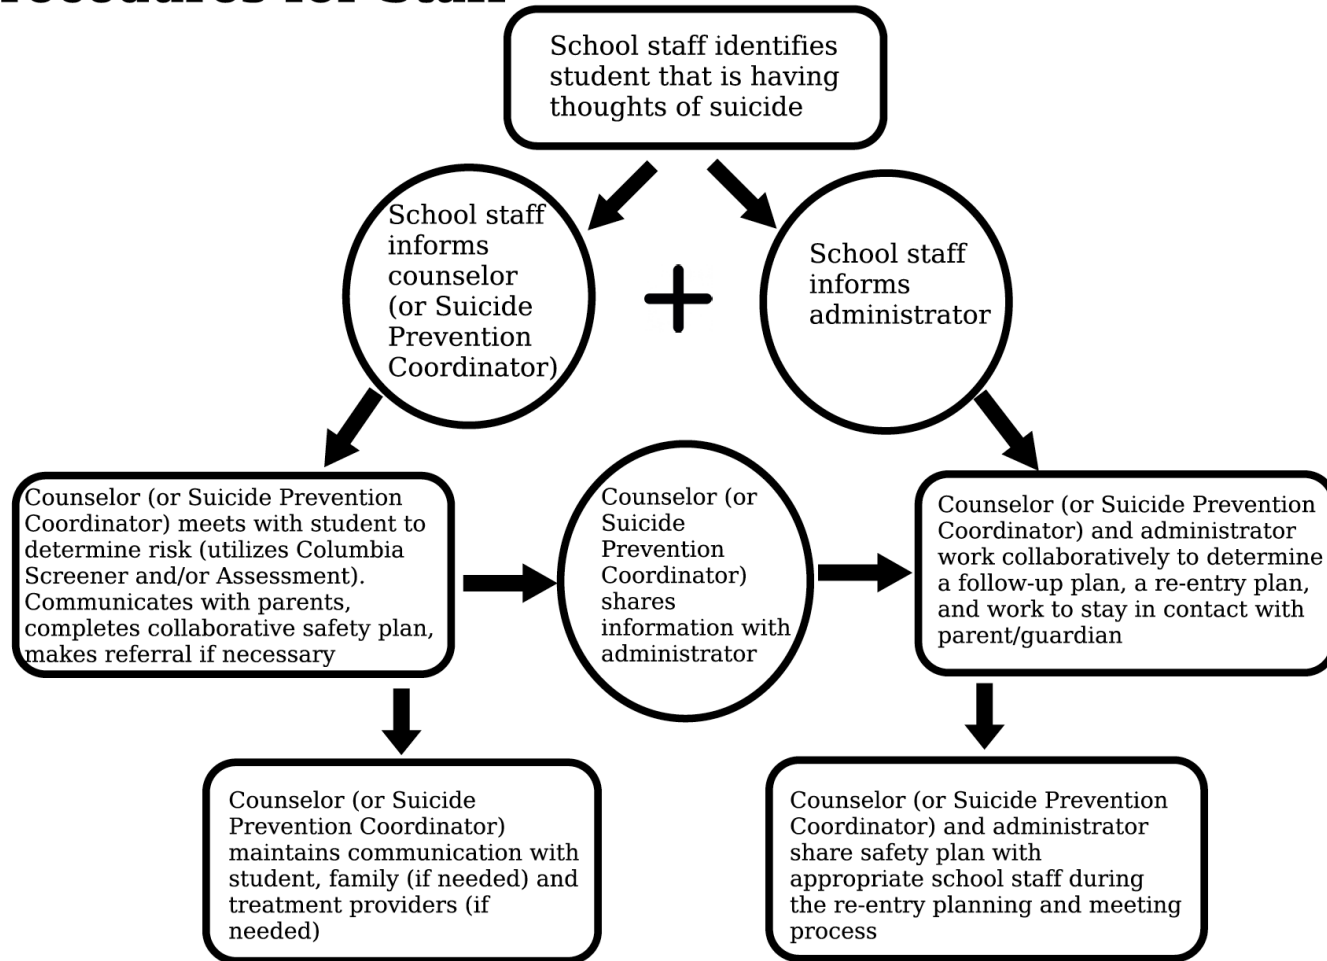 School staff identifies
student that is having
thoughts of suicide
School staff
informs
counselor
(or Suicide
Prevention
Coordinator)
School staff
informs
administrator
Counselor (or Suicide Prevention
Coordinator) meets with student to
determine risk (utilizes Columbia
Screener and/or Assessment).
Communicates with parents,
completes collaborative safety plan,
makes referral if necessary
Counselor (or
Suicide
Prevention
Coordinator)
shares
information with
administrator
Counselor (or Suicide Prevention
Coordinator) and administrator
work collaboratively to determine
a follow-up plan, a re-entry plan,
and work to stay in contact with
parent/guardian
Counselor (or Suicide
Prevention Coordinator)
maintains communication with
student, family (if needed) and
treatment providers (if
needed)
Counselor (or Suicide Prevention
Coordinator) and administrator
share safety plan with
appropriate school staff during
the re-entry planning and meeting
process